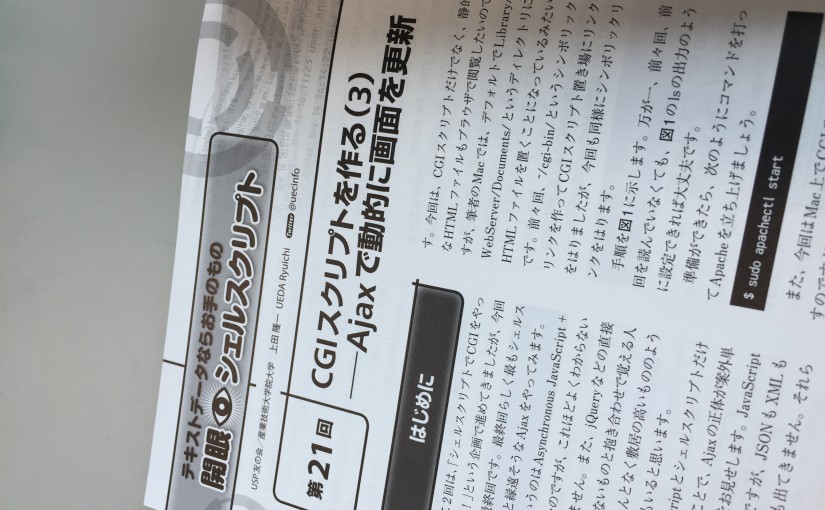 テキストデータならお手のもの
開眼シェルスクリプト
USP友の会／産業技術大学院大学　上田 隆一 UEDA Ryuichi Twitter @uecinfo
第21回
CGIスクリプトを作る(3)
——Ajaxで動的に画面を更新
はじめに
2回は、「シェルスクリプトでCGIをやっ
！」という企画で進めてきましたが、今回
最終回です。最終回らしく最もシェルス
と縁遠そうなAjaxをやってみます。
いうのはAsynchronous JavaScript +
のですが、これほどよくわからない
ません。また、jQueryなどの直接
ないものと抱き合わせで覚える人
んとなく敷居の高いもののよう
もいると思います。
riptとシェルスクリプトだけ
ことで、Ajaxの正体が案外単
をお見せします。JavaScript
ですが、JSONもXMLも
も出てきません。それら
す。今回は、CGIスクリプトだけでなく、静的
なHTMLファイルもブラウザで閲覧したいので
すが、筆者のMacでは、デフォルトでLibrary/
WebServer/Documents/というディレクトリに
HTMLファイルを置くことになっているみたい
です。前々回、~/cgi-bin/というシンボリック
リンクを作ってCGIスクリプト置き場にリンク
をはりましたが、今回も同様にシンボリックリ
ンクをはります。
手順を図1に示します。万が一、前々回、前
回を読んでいなくても、図1のlsの出力のよう
に設定できれば大丈夫です。
準備ができたら、次のようにコマンドを打っ
てApacheを立ち上げましょう。
$ sudo apachectl start
また、今回はMac上でCGI
すのです